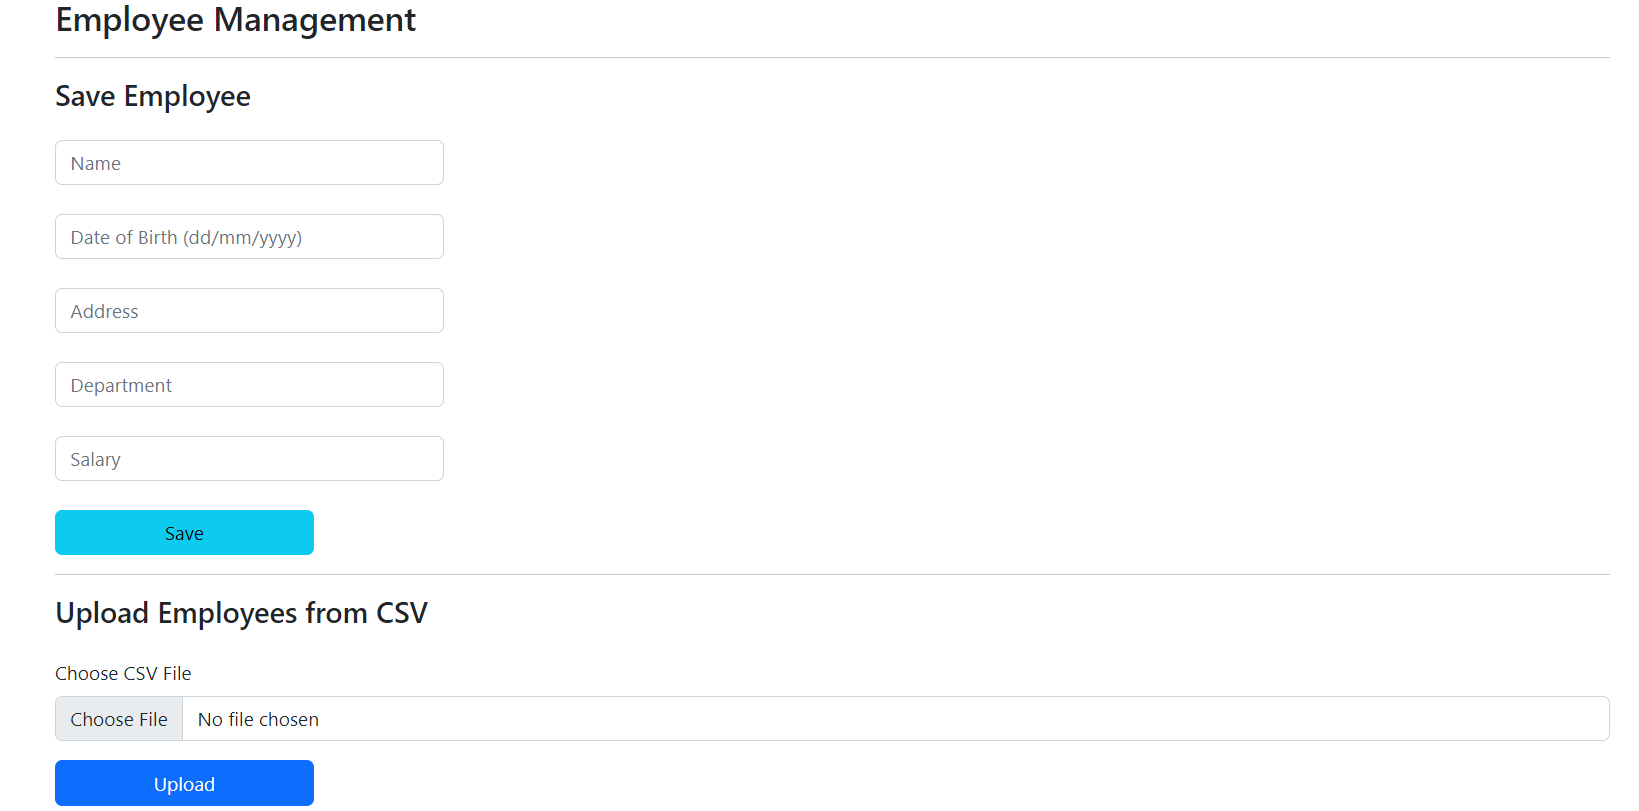 Employee Management
Save Employee
Name
Date of Birth (dd/mm/yyyy)
Address
Department
Salary
Save
Upload Employees from CSV
Choose CSV File
Choose File No file chosen
Upload